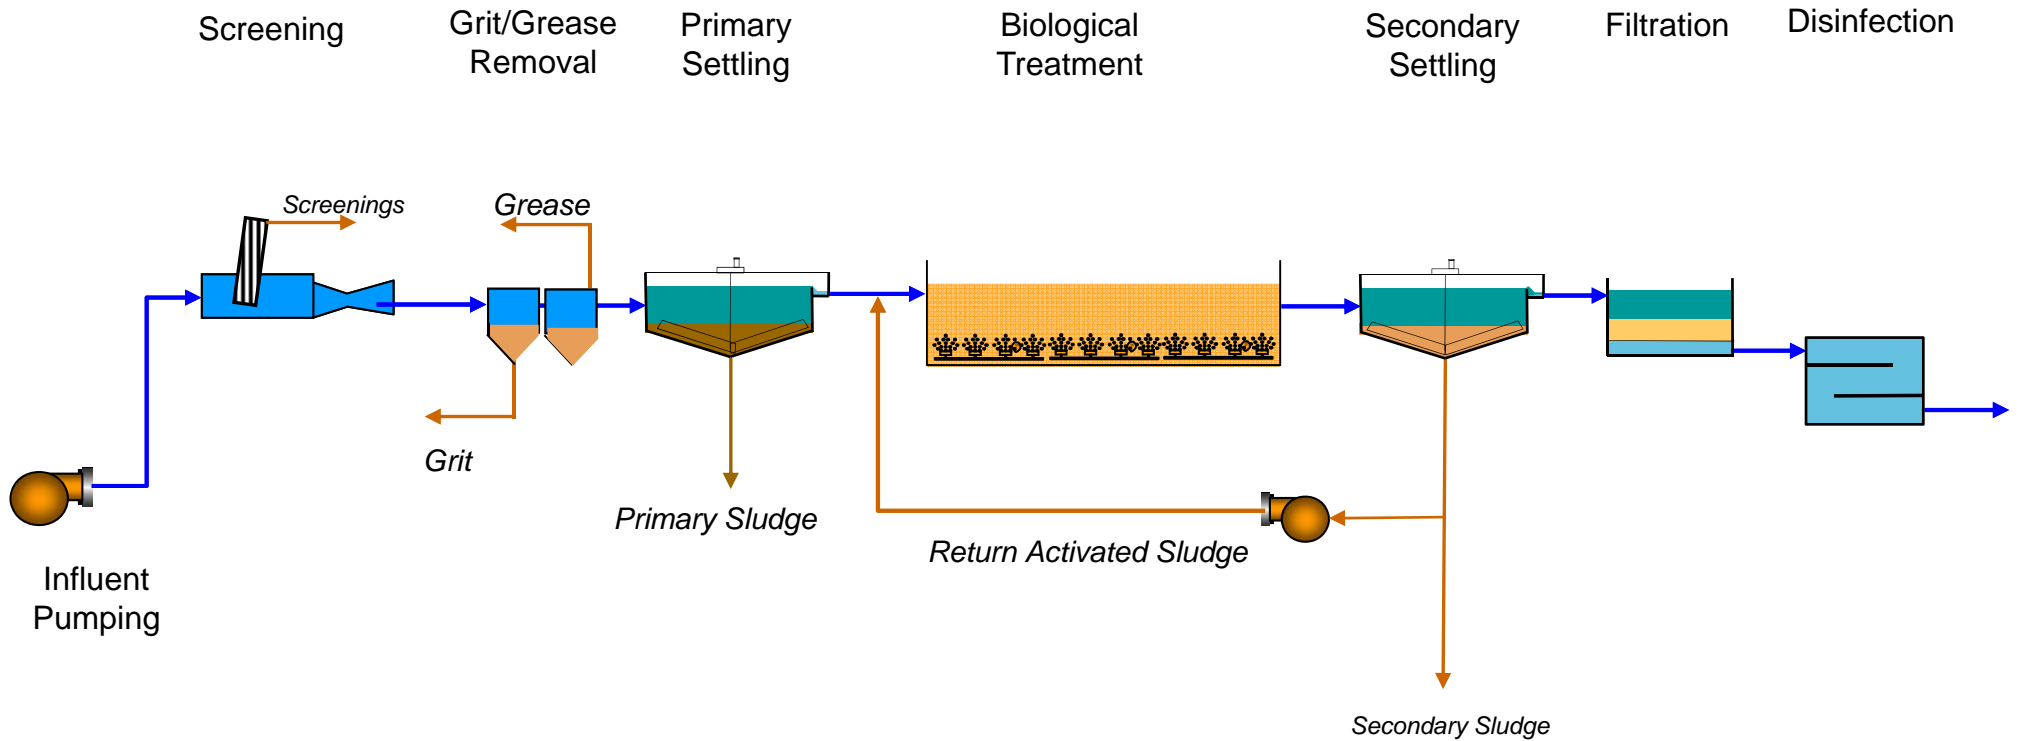 Screening
Grit/Grease
Removal
Primary
Settling
Biological
Treatment
Secondary
Settling
Filtration
Disinfection
Screenings
Grease
Grit
Primary Sludge
Return Activated Sludge
Influent
Pumping
Secondary Sludge